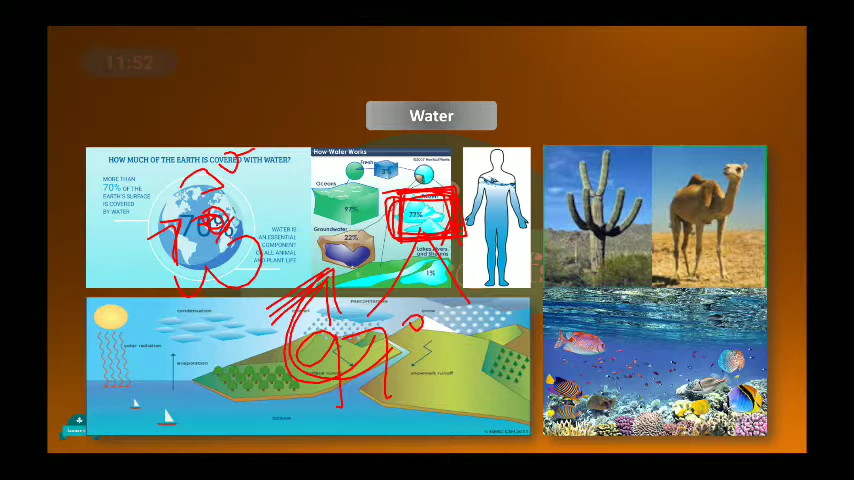 11:52
Water
HOW MUCH OF THE EARTH IS COVERED WITH WATER?
MORE THAN
70% OF THE
EARTH'S SURFACE
IS COVERED
BY WATER
70%
WATER IS
AN ESSENTIAL
COMPONENT
OF ALL ANIMAL
AND PLANT LIFE
How Water Works
Fresh
3%
Oceans
97%
77%
Groundwater
22%
Lakes, Rivers
and Streams
1%
PRECIPITATION
condensation
snow
solar radiation
evaporation
snowmelt runoff
OCEAN